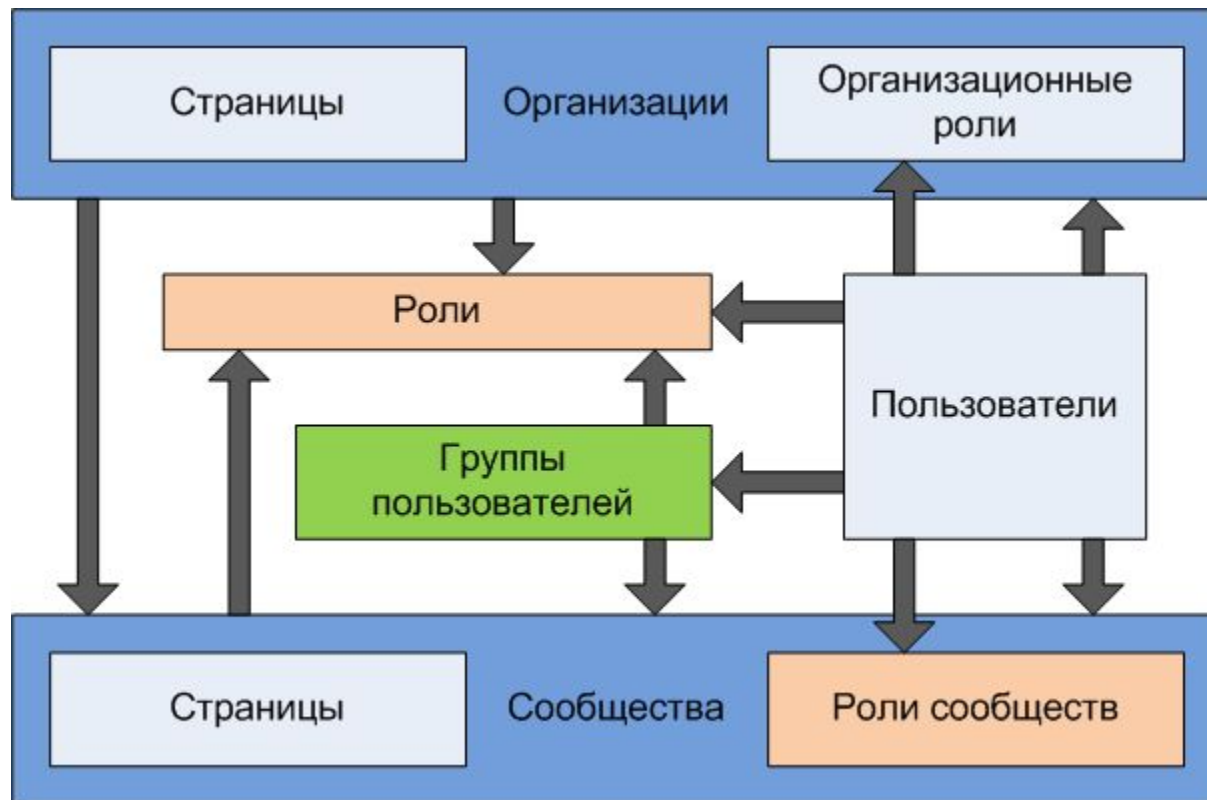 Страницы
Организации
Организационные
роли
Роли
Пользователи
Группы
пользователей
Страницы
Сообщества
Роли сообществ